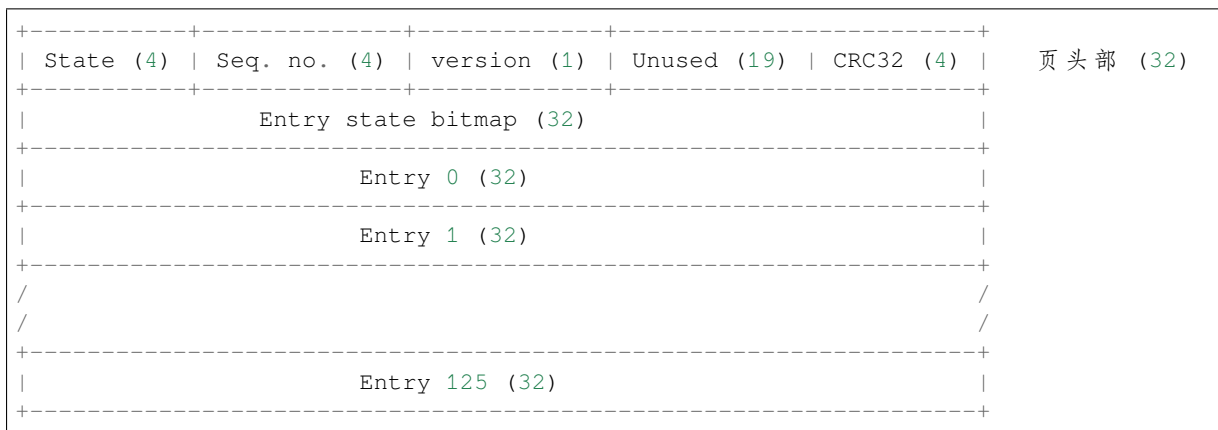 +-----------+--------------+-------------+-------------------------+
| State (4) | Seq. no. (4) | version (1) | Unused (19) | CRC32 (4) | 页头部 (32)
+-----------+--------------+-------------+-------------------------+
| Entry state bitmap (32) |
+------------------------------------------------------------------+
| Entry 0 (32) |
+------------------------------------------------------------------+
| Entry 1 (32) |
+------------------------------------------------------------------+
/ /
/ /
+------------------------------------------------------------------+
| Entry 125 (32) |
+------------------------------------------------------------------+